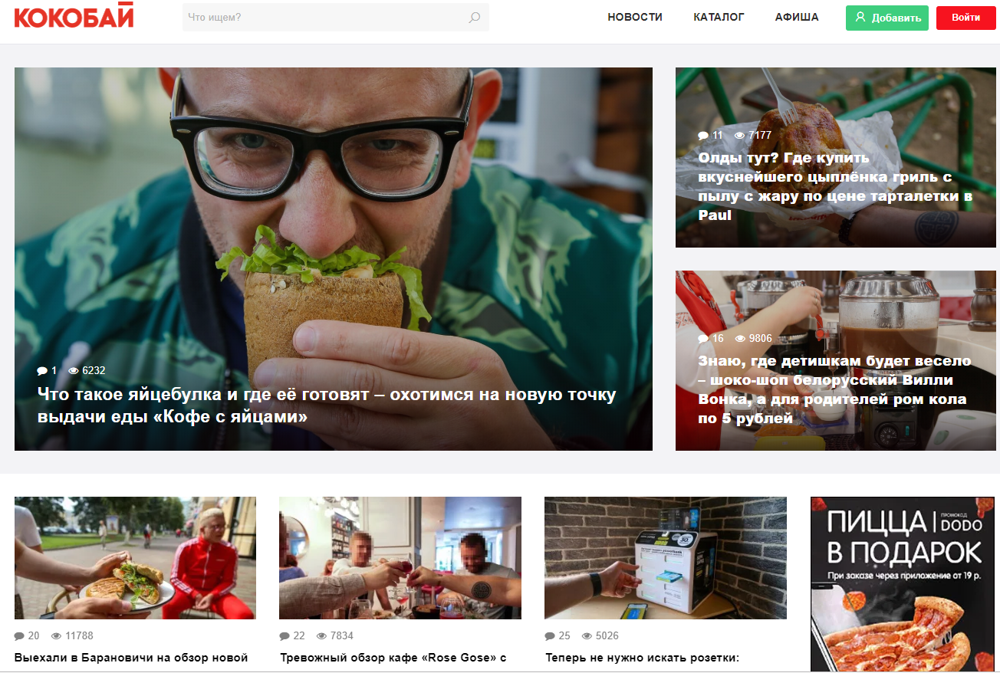 КОКОБАЙ
Что ищем?
НОВОСТИ
КАТАЛОГ
АФИША
Добавить
Войти
1 6232
Что такое яйцебулка и где её готовят – охотимся на новую точку
выдачи еды «Кофе с яйцами»
11 7177
Олды тут? Где купить
вкуснейшего цыплёнка гриль с
пылу с жару по цене тарталетки в
Paul
16 9806
Знаю, где детишкам будет весело
– шоко-шоп белорусский Вилли
Вонка, а для родителей ром кола
по 5 рублей
20 11788
Выехали в Барановичи на обзор новой
22 7834
Тревожный обзор кафе «Rose Gose» с
25 5026
Теперь не нужно искать розетки:
ПИЦЦА ПРОМОКОД
DODO
В ПОДАРОК
При заказе через приложение от 19 р.